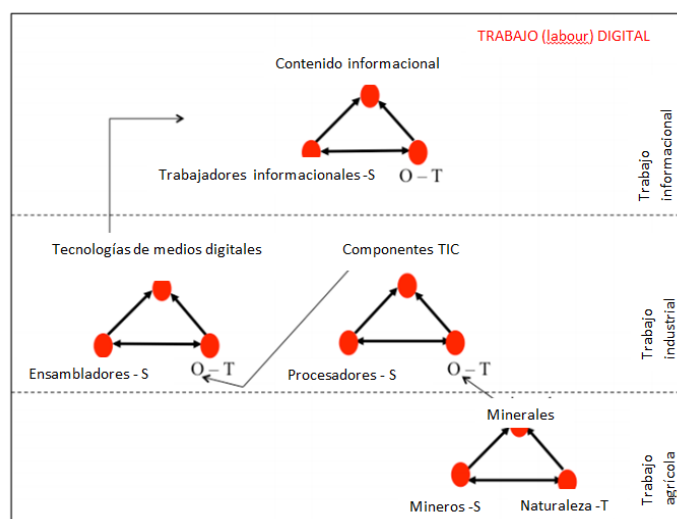 TRABAJO (labour) DIGITAL
Contenido informacional
Trabajadores informacionales -S
O – T
Trabajo
informacional
Tecnologías de medios digitales
Componentes TIC
Ensambladores - S
O – T
Procesadores - S
O – T
Trabajo
industrial
Minerales
Mineros -S
Naturaleza -T
Trabajo
agrícola